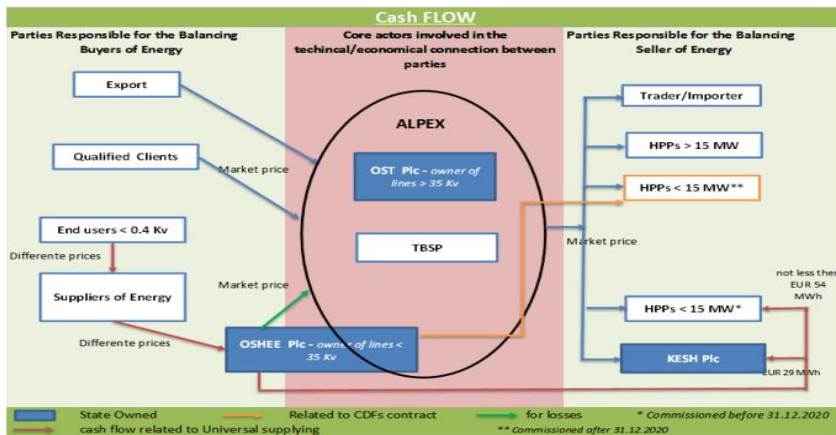 Cash FLOW
Parties Responsible for the Balancing
Buyers of Energy
Core actors involved in the
techincal/economical connection between
parties
Parties Responsible for the Balancing
Seller of Energy
Export
Qualified Clients
Market price
End users < 0.4 Kv
Differente prices
Suppliers of Energy
Differente prices
Market price
OSHEE Plc - owner of lines <
35 Kv
ALPEX
OST Plc - owner of
lines > 35 Kv
TBSP
Trader/Importer
HPPs > 15 MW
HPPs < 15 MW**
Market price
not less then
EUR 54
MWh
HPPs < 15 MW*
KESH Plc
EUR 29 MWh
State Owned
Related to CDFs contract
for losses
* Commissioned before 31.12.2020
cash flow related to Universal supplying
** Commissioned after 31.12.2020